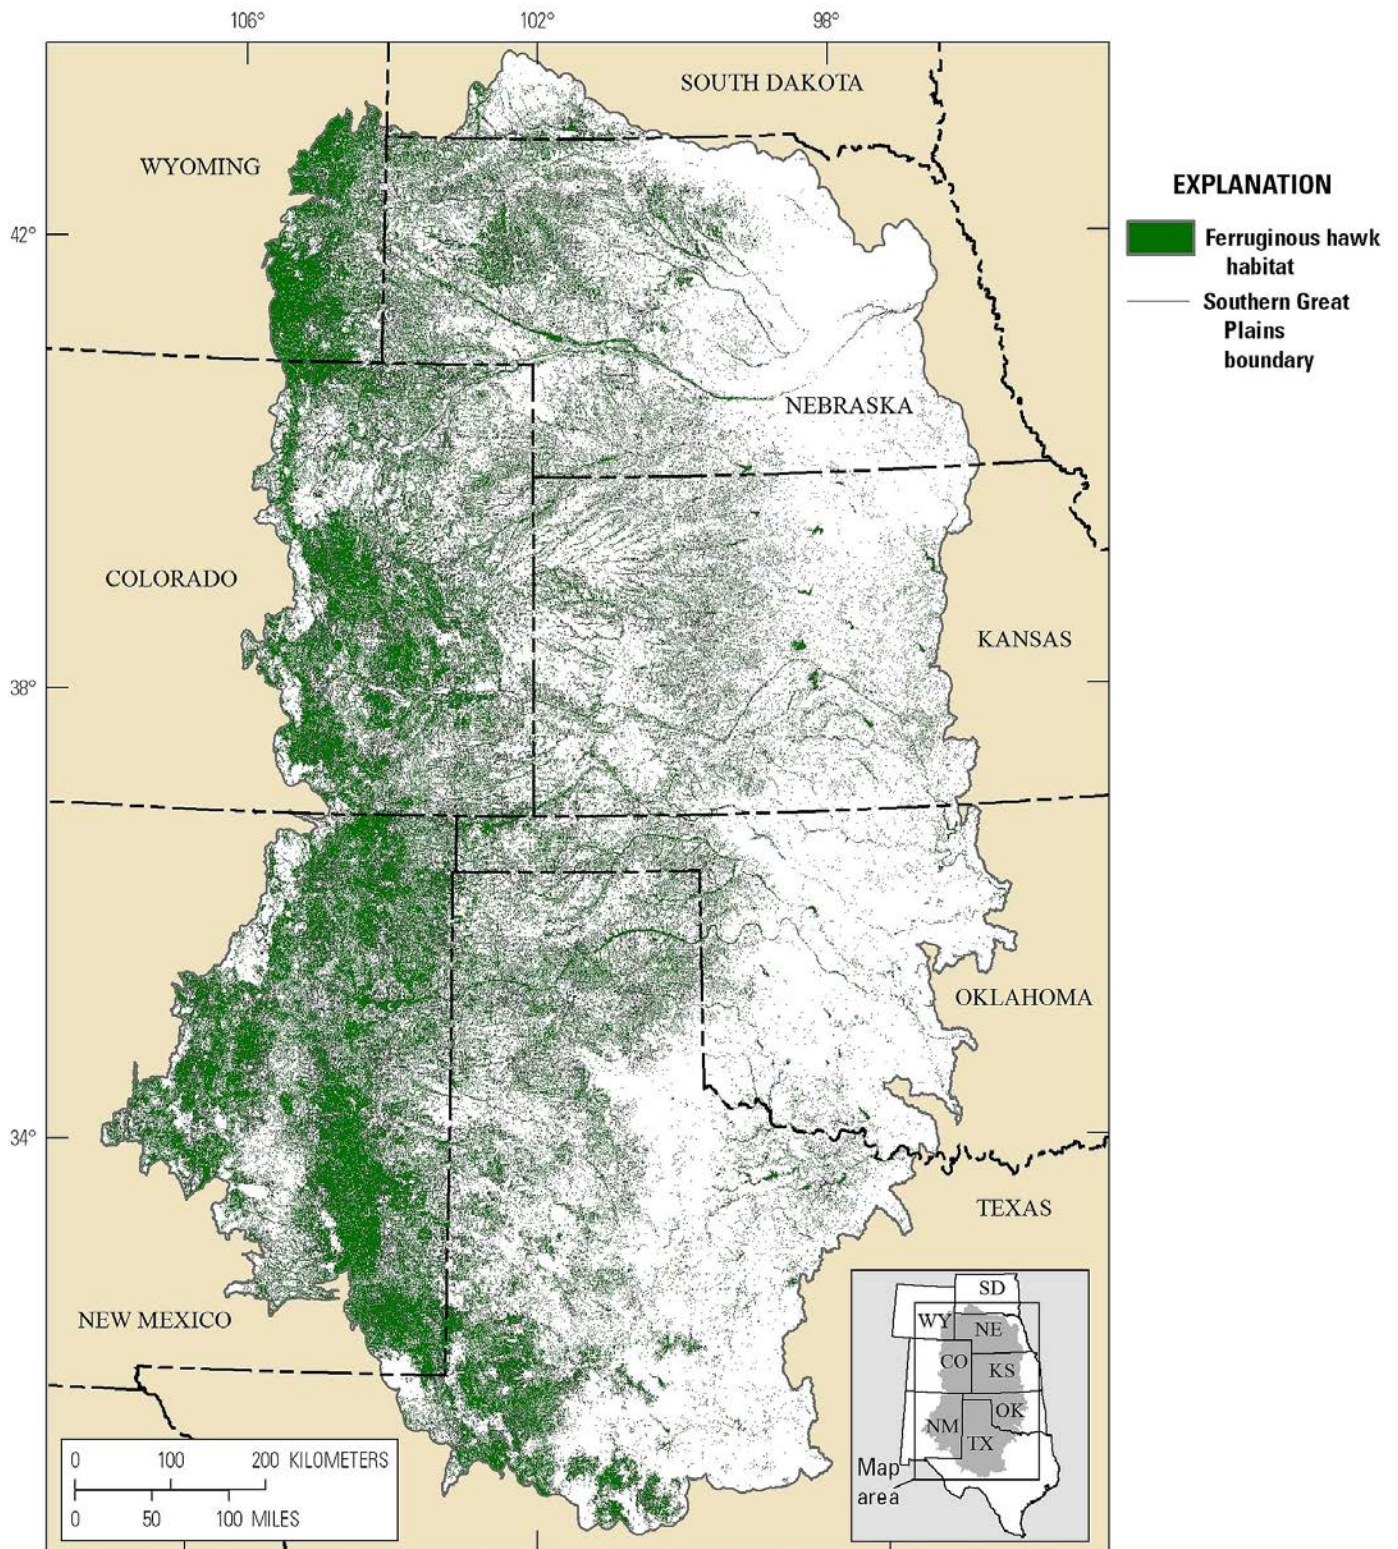 106°
102°
98°
SOUTH DAKOTA
WYOMING
EXPLANATION
42°
Ferruginous hawk
habitat
Southern Great
Plains
boundary
NEBRASKA
COLORADO
KANSAS
38°
OKLAHOMA
34°
TEXAS
NEW MEXICO
SD
WY
NE
CO
KS
OK
NM
TX
Map
area
0 100 200 KILOMETERS
0 50 100 MILES